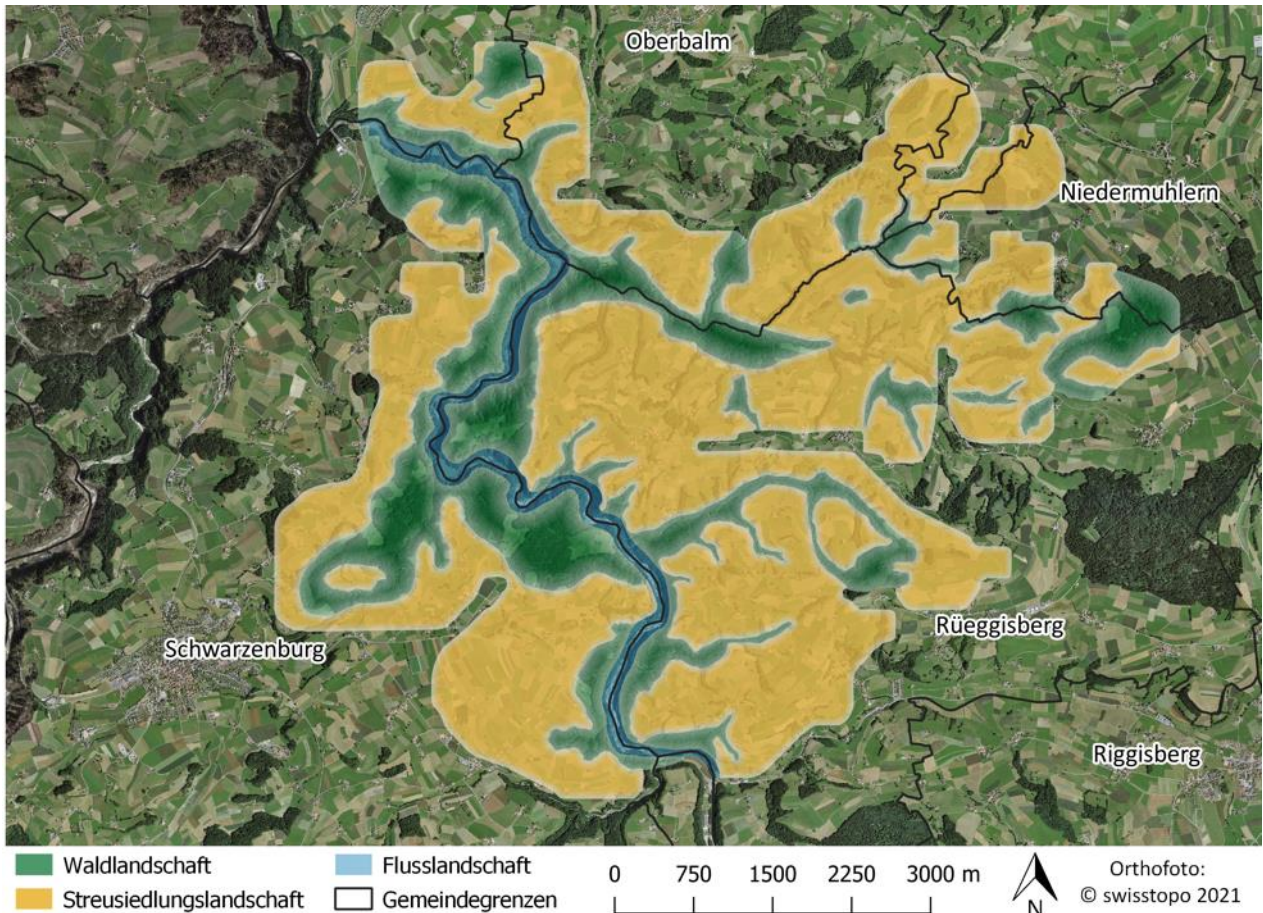 Oberbalm
Niedermuhlern
Schwarzenburg
Rüeggisberg
Riggisberg
Waldlandschaft
Flusslandschaft
Streusiedlungslandschaft
Gemeindegrenzen
0 750 1500 2250 3000 m
N
Orthofoto:
© swisstopo 2021